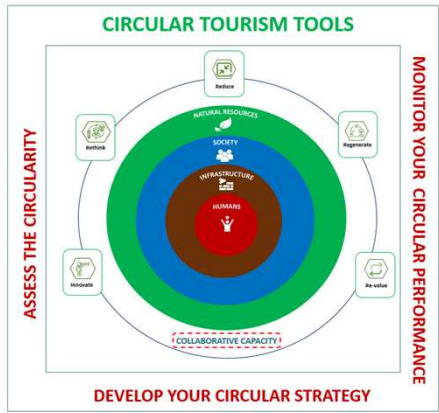 CIRCULAR TOURISM TOOLS
Reduce
NATURAL RESOURCES
Rethink
Regenerate
SOCIETY
INFRASTRUCTURE
HUMANS
ASSESS THE CIRCULARITY
MONITOR YOUR CIRCULAR PERFORMANCE
Innovate
Re-value
COLLABORATIVE CAPACITY
DEVELOP YOUR CIRCULAR STRATEGY